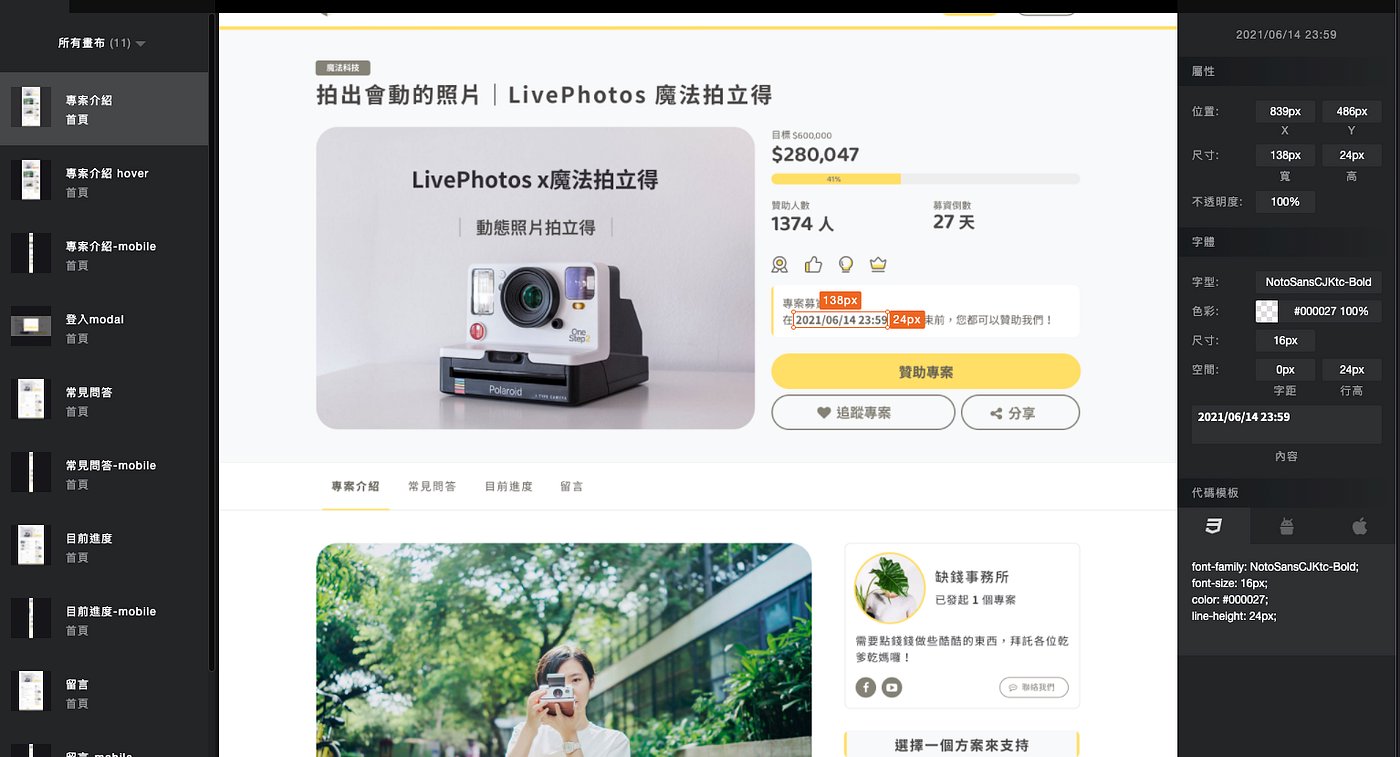 所有畫布 (11)
專案介紹
首頁
專案介紹 hover
首頁
專案介紹-mobile
首頁
登入modal
首頁
常見問答
首頁
常見問答-mobile
首頁
目前進度
首頁
目前進度-mobile
首頁
留言
首頁
留言-mobile
魔法科技
拍出會動的照片｜LivePhotos 魔法拍立得
LivePhotos x魔法拍立得
｜ 動態照片拍立得 ｜
One
Step2
Polaroid
A TYPE CAMERA
目標 $600,000
$280,047
41%
贊助人數
1374 人
募資倒數
27 天
專案募
138px
在 2021/06/14 23:59 24px 束前，您都可以贊助我們！
贊助專案
追蹤專案
分享
專案介紹
常見問答
目前進度
留言
缺錢事務所
已發起 1 個專案
需要點錢錢做些酷酷的東西，拜託各位乾
爹乾媽囉！
聯絡我們
選擇一個方案來支持
2021/06/14 23:59
屬性
位置: 839px 486px
X Y
尺寸: 138px 24px
寬 高
不透明度: 100%
字體
字型: NotoSansCJKtc-Bold
色彩: #000027 100%
尺寸: 16px
空間: 0px 24px
字距 行高
2021/06/14 23:59
內容
代碼模板
font-family: NotoSansCJKtc-Bold;
font-size: 16px;
color: #000027;
line-height: 24px;